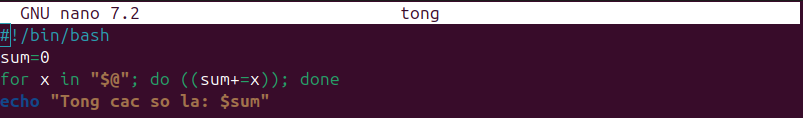 GNU nano 7.2 tong
#!/bin/bash
sum=0
for x in "$@"; do ((sum+=x)); done
echo "Tong cac so la: $sum"